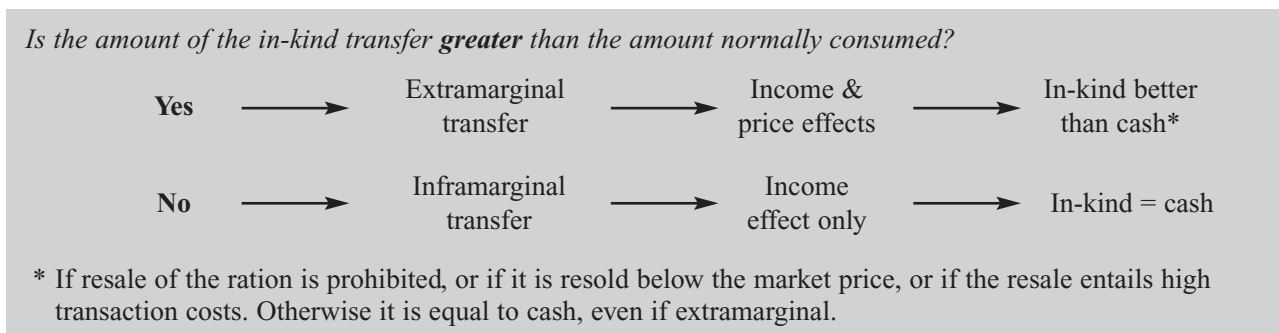 Is the amount of the in-kind transfer greater than the amount normally consumed?
Yes Extramarginal transfer Income & price effects In-kind better than cash*
No Inframarginal transfer Income effect only In-kind = cash
* If resale of the ration is prohibited, or if it is resold below the market price, or if the resale entails high
transaction costs. Otherwise it is equal to cash, even if extramarginal.